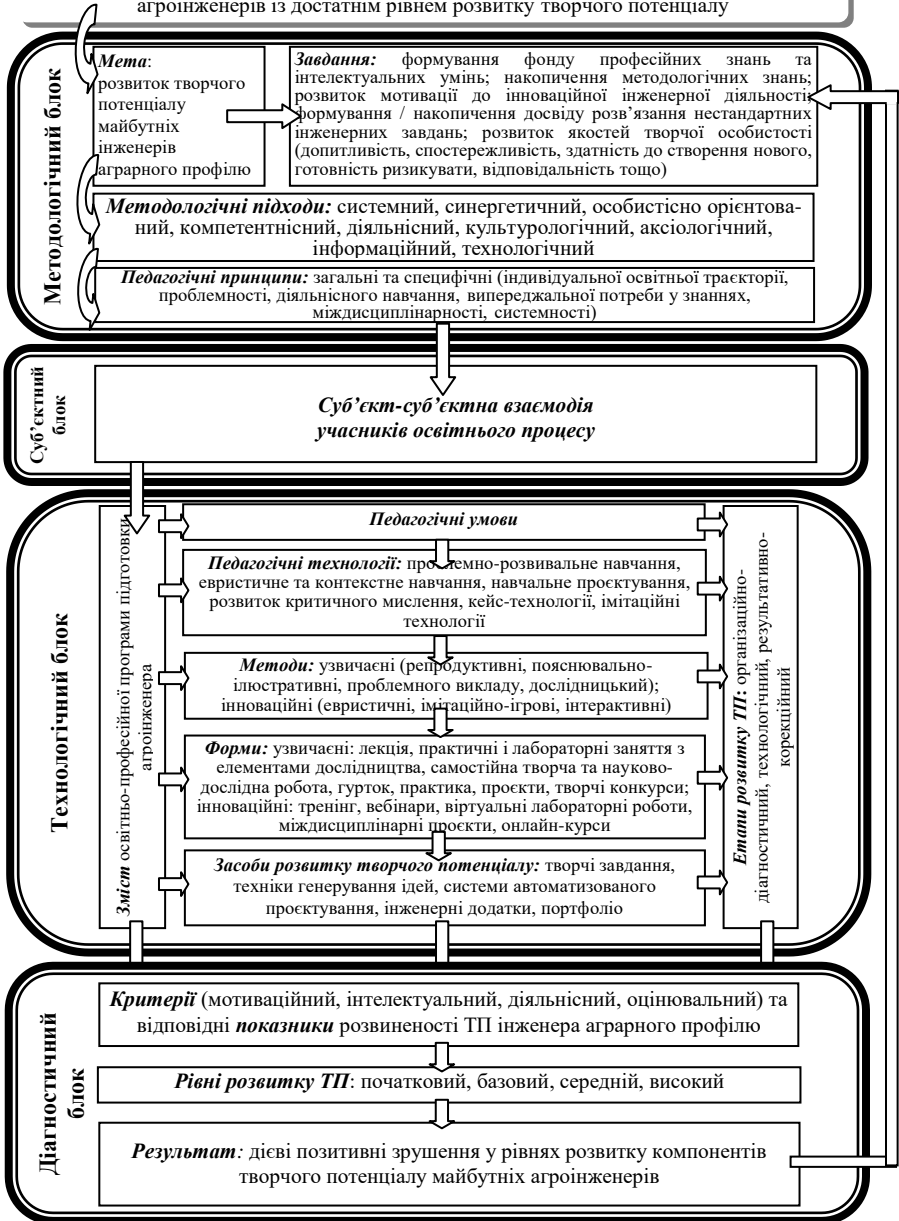 агроінженерів із достатнім рівнем розвитку творчого потенціалу
Методологічний блок
Мета:
розвиток творчого
потенціалу
майбутніх
інженерів
аграрного профілю
Завдання: формування фонду професійних знань та
інтелектуальних умінь; накопичення методологічних знань;
розвиток мотивації до інноваційної інженерної діяльності;
формування / накопичення досвіду розв’язання нестандартних
інженерних завдань; розвиток якостей творчої особистості
(допитливість, спостережливість, здатність до створення нового,
готовність ризикувати, відповідальність тощо)
Методологічні підходи: системний, синергетичний, особистісно орієнтова-
ний, компетентнісний, діяльнісний, культурологічний, аксіологічний,
інформаційний, технологічний
Педагогічні принципи: загальні та специфічні (індивідуальної освітньої траєкторії,
проблемності, діяльнісного навчання, випереджальної потреби у знаннях,
міждисциплінарності, системності)
Суб’єктний
блок
Суб’єкт-суб’єктна взаємодія
учасників освітнього процесу
Технологічний блок
Зміст освітньо-професійної програми підготовки
агроінженера
Педагогічні умови
Педагогічні технології: проблемно-розвивальне навчання,
евристичне та контекстне навчання, навчальне проєктування,
розвиток критичного мислення, кейс-технології, імітаційні
технології
Методи: узвичаєні (репродуктивні, пояснювально-
ілюстративні, проблемного викладу, дослідницький);
інноваційні (евристичні, імітаційно-ігрові, інтерактивні)
Форми: узвичаєні: лекція, практичні і лабораторні заняття з
елементами дослідництва, самостійна творча та науково-
дослідна робота, гурток, практика, проєкти, творчі конкурси;
інноваційні: тренінг, вебінари, віртуальні лабораторні роботи,
міждисциплінарні проєкти, онлайн-курси
Засоби розвитку творчого потенціалу: творчі завдання,
техніки генерування ідей, системи автоматизованого
проєктування, інженерні додатки, портфоліо
Етапи розвитку ТП: організаційно-
діагностичний, технологічний, результативно-
корекційний
Діагностичний
блок
Критерії (мотиваційний, інтелектуальний, діяльнісний, оцінювальний) та
відповідні показники розвиненості ТП інженера аграрного профілю
Рівні розвитку ТП: початковий, базовий, середній, високий
Результат: дієві позитивні зрушення у рівнях розвитку компонентів
творчого потенціалу майбутніх агроінженерів